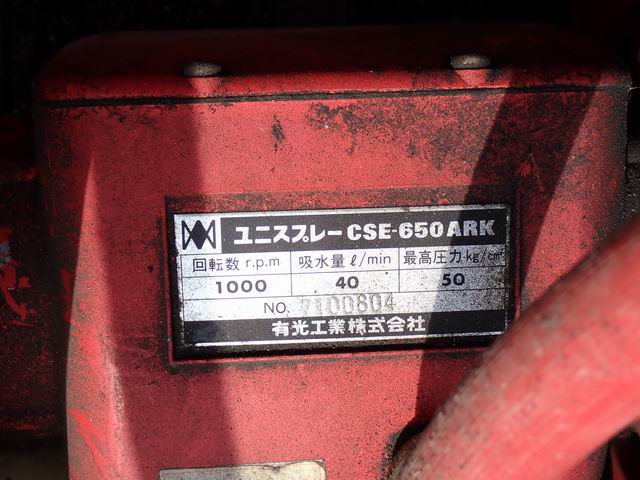 ユニスプレー CSE-650ARK
回転数 r.p.m 吸水量 ℓ/min 最高圧力 kg/cm²
1000 40 50
NO. 7100804
有光工業株式会社